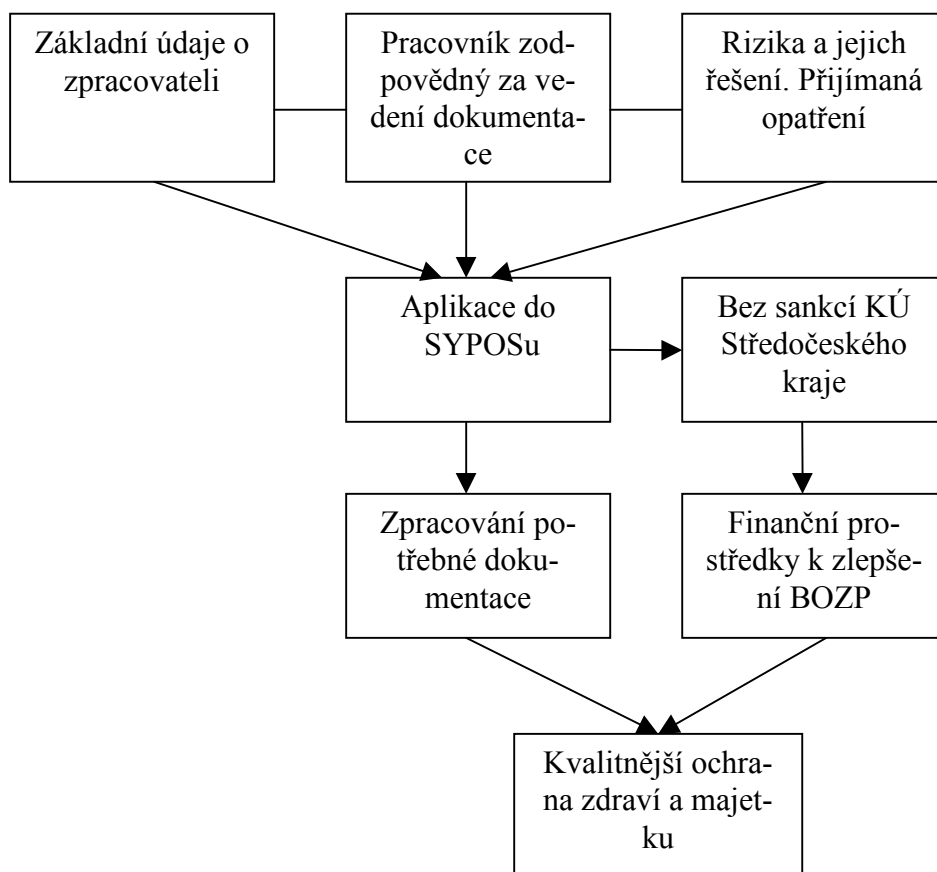 Základní údaje o
zpracovateli
Pracovník zod-
povědný za ve-
dení dokumenta-
ce
Rizika a jejich
řešení. Přijímaná
opatření
Aplikace do
SYPOSu
Bez sankcí KÚ
Středočeského
kraje
Zpracování po-
třebné doku-
mentace
Finanční pro-
středky k zlepše-
ní BOZP
Kvalitnější ochra-
na zdraví a majet-
ku